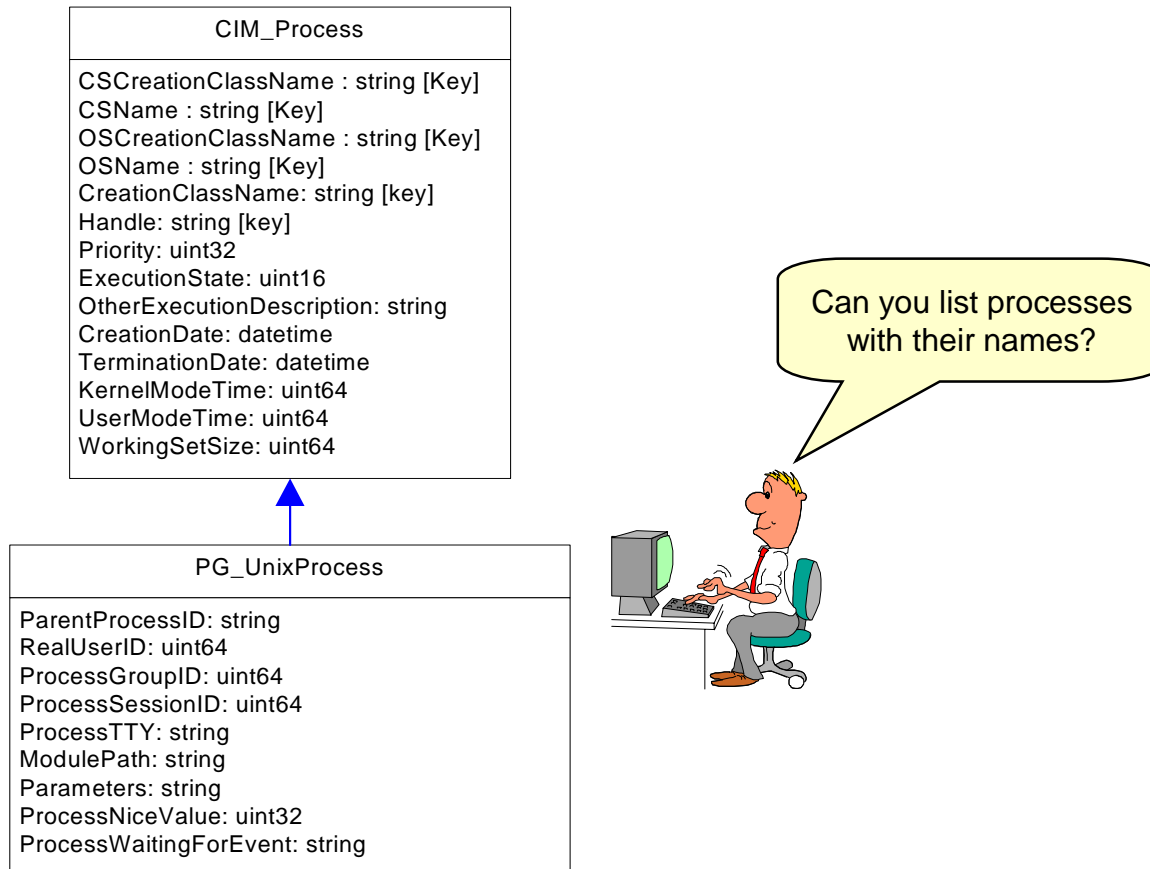 CIM_Process
CSCreationClassName : string [Key]
CSName : string [Key]
OSCreationClassName : string [Key]
OSName : string [Key]
CreationClassName: string [key]
Handle: string [key]
Priority: uint32
ExecutionState: uint16
OtherExecutionDescription: string
CreationDate: datetime
TerminationDate: datetime
KernelModeTime: uint64
UserModeTime: uint64
WorkingSetSize: uint64
PG_UnixProcess
ParentProcessID: string
RealUserID: uint64
ProcessGroupID: uint64
ProcessSessionID: uint64
ProcessTTY: string
ModulePath: string
Parameters: string
ProcessNiceValue: uint32
ProcessWaitingForEvent: string
Can you list processes
with their names?